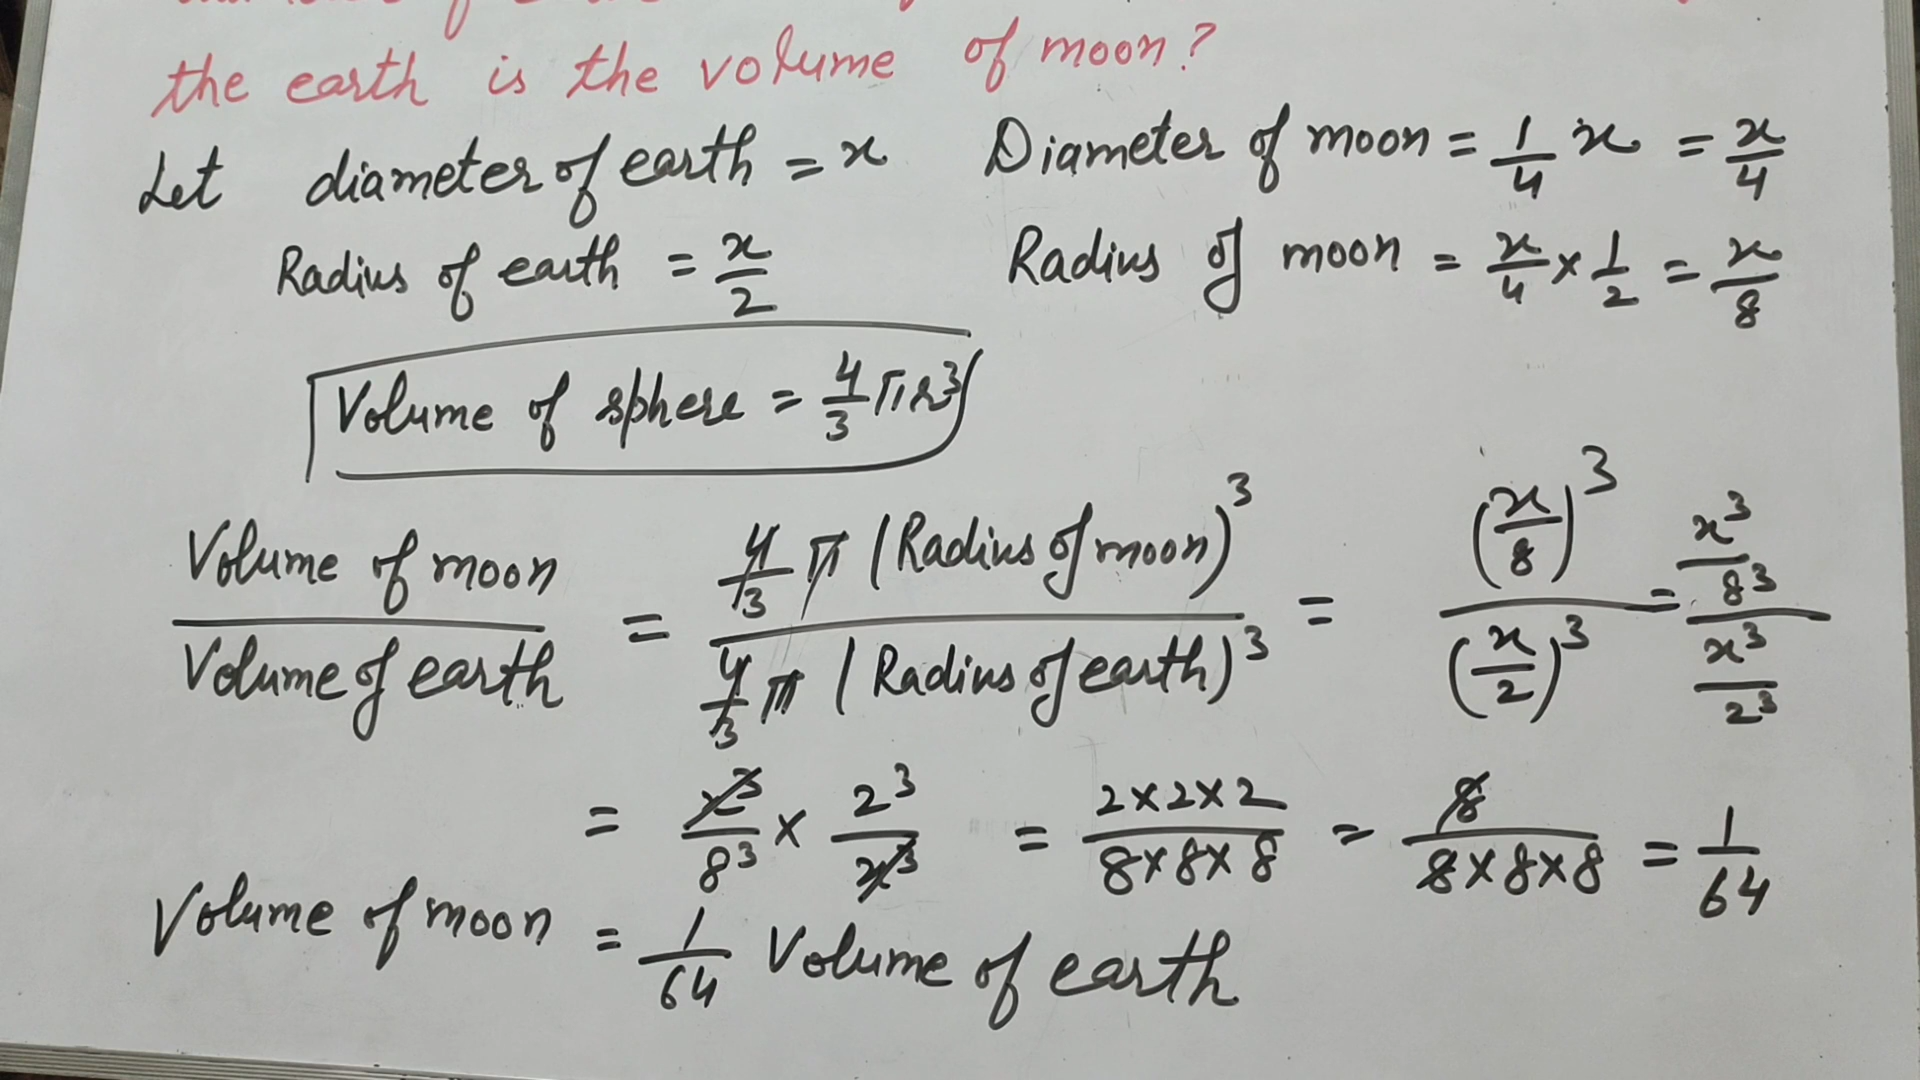 the earth is the volume of moon?
Let diameter of earth = x Diameter of moon = 1/4 x = x/4
Radius of earth = x/2 Radius of moon = x/4 × 1/2 = x/8
Volume of sphere = 4/3 πr³
Volume of moon / Volume of earth = 4/3 π (Radius of moon)³ / 4/3 π (Radius of earth)³ = (x/8)³ / (x/2)³ = x³/8³ / x³/2³
= x³/8³ × 2³/x³ = 2×2×2 / 8×8×8 = 8 / 8×8×8 = 1/64
Volume of moon = 1/64 Volume of earth